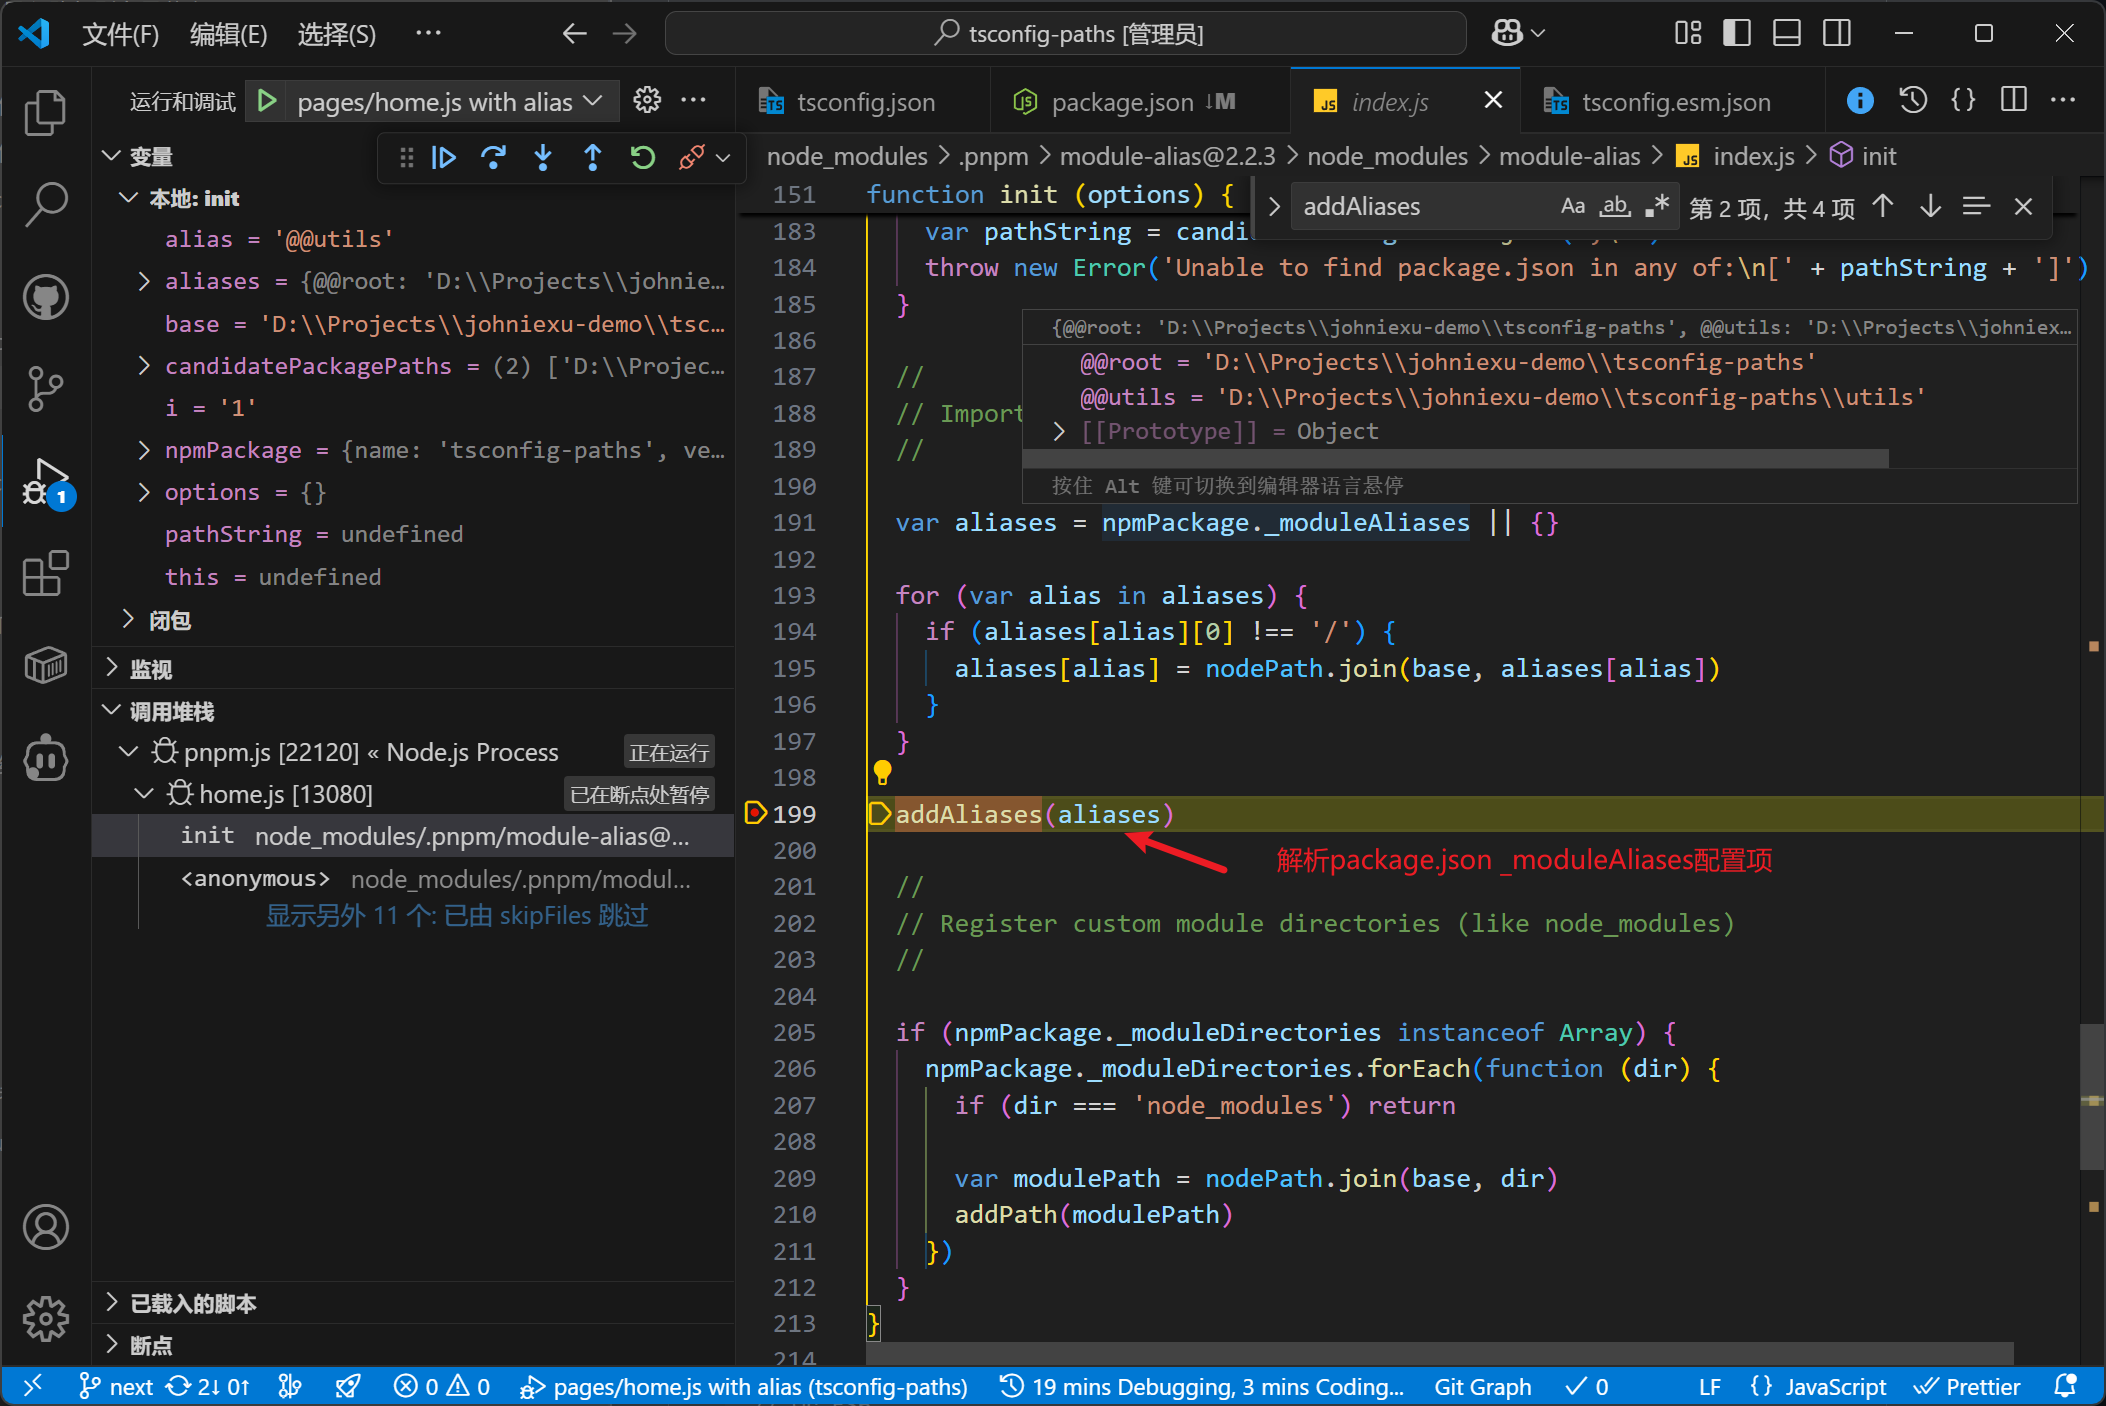 文件(F) 编辑(E) 选择(S) ··· tsconfig-paths [管理员]
运行和调试 pages/home.js with alias
tsconfig.json package.json ↓M index.js tsconfig.esm.json
变量
本地: init
alias = '@@utils'
aliases = {@@root: 'D:\\Projects\\johnie…
base = 'D:\\Projects\\johniexu-demo\\tsc…
candidatePackagePaths = (2) ['D:\\Projec…
i = '1'
npmPackage = {name: 'tsconfig-paths', ve…
options = {}
pathString = undefined
this = undefined
闭包
监视
调用堆栈
pnpm.js [22120] « Node.js Process 正在运行
home.js [13080] 已在断点处暂停
init node_modules/.pnpm/module-alias@...
<anonymous> node_modules/.pnpm/modul...
显示另外 11 个: 已由 skipFiles 跳过
已载入的脚本
断点
node_modules > .pnpm > module-alias@2.2.3 > node_modules > module-alias > index.js > init
addAliases Aa ab .* 第 2 项，共 4 项
151 function init (options) {
183 var pathString = candi
184 throw new Error('Unable to find package.json in any of:\n[' + pathString + ']')
185 }
186
187 //
188 // Import
189 //
190
{@@root: 'D:\\Projects\\johniexu-demo\\tsconfig-paths', @@utils: 'D:\\Projects\\johniex…
@@root = 'D:\\Projects\\johniexu-demo\\tsconfig-paths'
@@utils = 'D:\\Projects\\johniexu-demo\\tsconfig-paths\\utils'
[[Prototype]] = Object
按住 Alt 键可切换到编辑器语言悬停
191 var aliases = npmPackage._moduleAliases || {}
192
193 for (var alias in aliases) {
194 if (aliases[alias][0] !== '/') {
195 aliases[alias] = nodePath.join(base, aliases[alias])
196 }
197 }
198
199 addAliases(aliases)
200
解析package.json _moduleAliases配置项
201 //
202 // Register custom module directories (like node_modules)
203 //
204
205 if (npmPackage._moduleDirectories instanceof Array) {
206 npmPackage._moduleDirectories.forEach(function (dir) {
207 if (dir === 'node_modules') return
208
209 var modulePath = nodePath.join(base, dir)
210 addPath(modulePath)
211 })
212 }
213 }
214
next 2↓ 0↑ 0 0 pages/home.js with alias (tsconfig-paths) 19 mins Debugging, 3 mins Coding... Git Graph 0 LF {} JavaScript Prettier